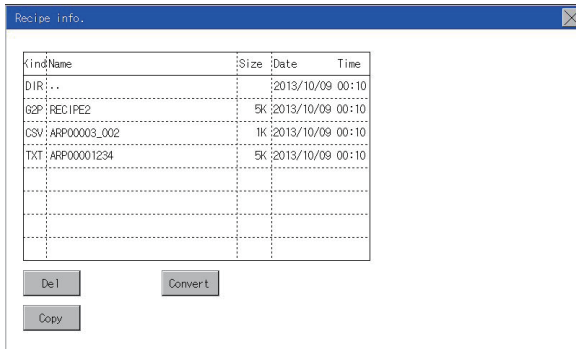 Recipe info.
Kind Name Size Date Time
DIR .. 2013/10/09 00:10
G2P RECIPE2 5K 2013/10/09 00:10
CSV ARP00003_002 1K 2013/10/09 00:10
TXT ARP00001234 5K 2013/10/09 00:10
Del Convert
Copy